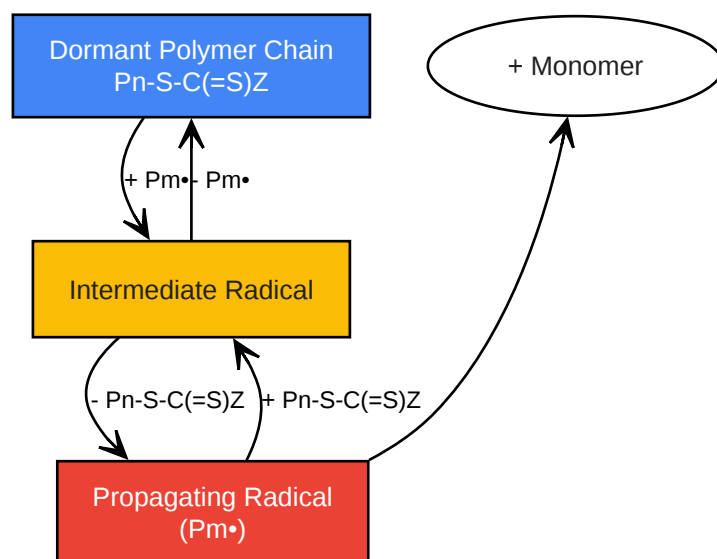 Dormant Polymer Chain
Pn-S-C(=S)Z
+ Monomer
+ Pm•
- Pm•
Intermediate Radical
- Pn-S-C(=S)Z
+ Pn-S-C(=S)Z
Propagating Radical
(Pm•)